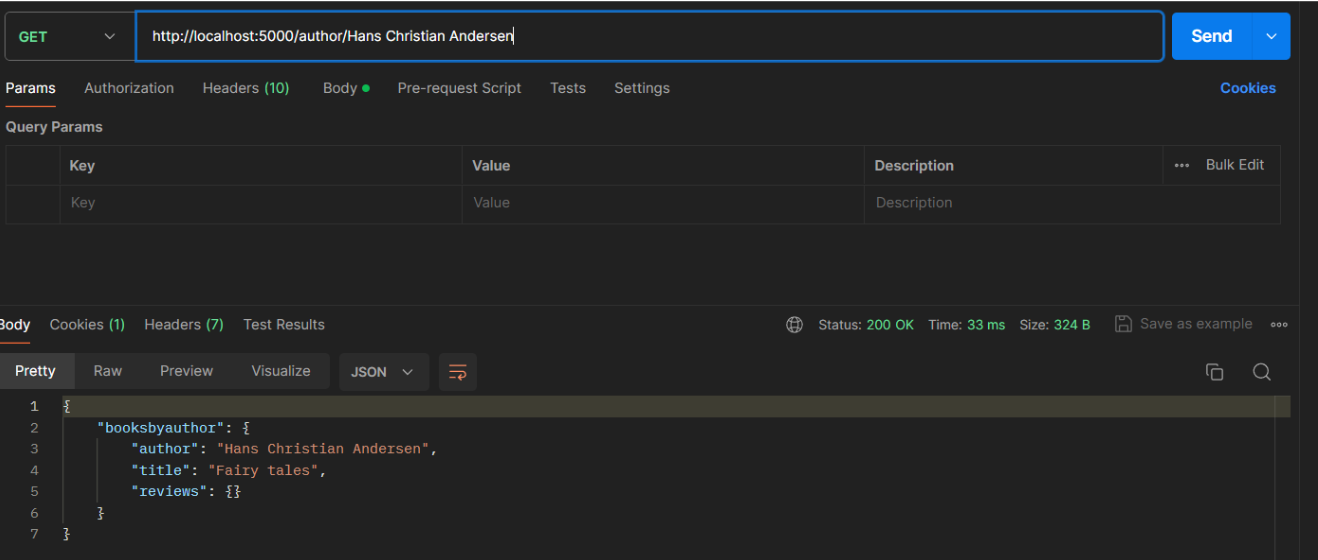 GET http://localhost:5000/author/Hans Christian Andersen Send
Params Authorization Headers (10) Body Pre-request Script Tests Settings Cookies
Query Params
Key Value Description ••• Bulk Edit
Key Value Description
Body Cookies (1) Headers (7) Test Results Status: 200 OK Time: 33 ms Size: 324 B Save as example
Pretty Raw Preview Visualize JSON
1 {
2 "booksbyauthor": {
3 "author": "Hans Christian Andersen",
4 "title": "Fairy tales",
5 "reviews": {}
6 }
7 }